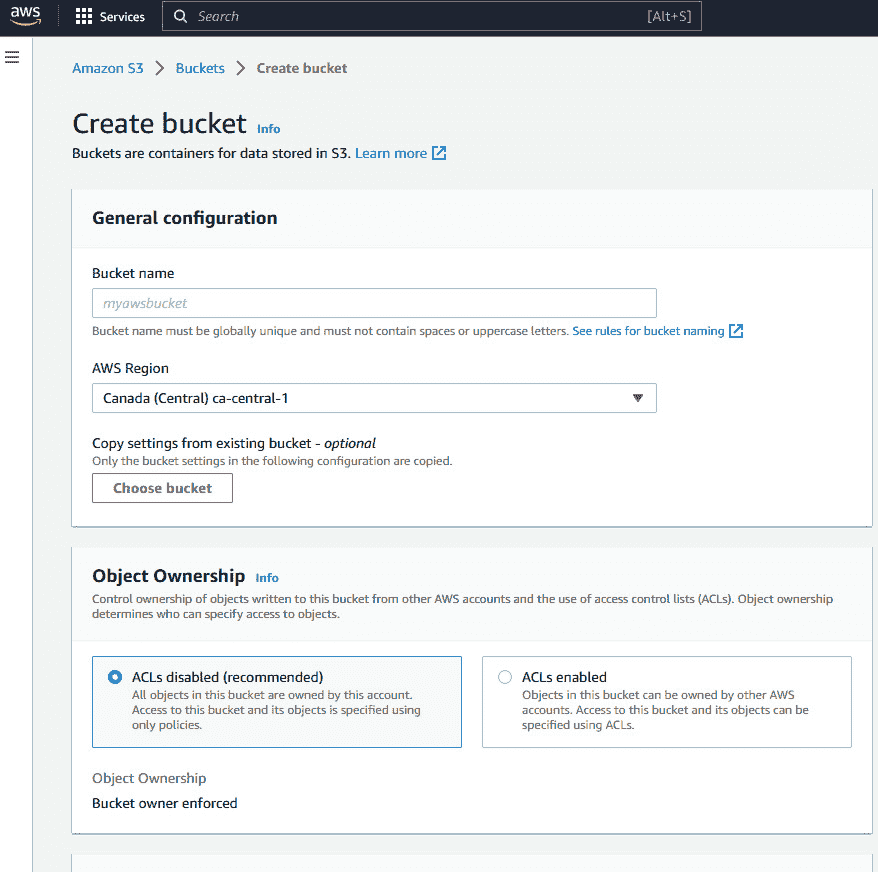 aws Services Search [Alt+S]
Amazon S3 > Buckets > Create bucket
Create bucket Info
Buckets are containers for data stored in S3. Learn more
General configuration
Bucket name
myawsbucket
Bucket name must be globally unique and must not contain spaces or uppercase letters. See rules for bucket naming
AWS Region
Canada (Central) ca-central-1
Copy settings from existing bucket - optional
Only the bucket settings in the following configuration are copied.
Choose bucket
Object Ownership Info
Control ownership of objects written to this bucket from other AWS accounts and the use of access control lists (ACLs). Object ownership
determines who can specify access to objects.
ACLs disabled (recommended)
All objects in this bucket are owned by this account.
Access to this bucket and its objects is specified using
only policies.
ACLs enabled
Objects in this bucket can be owned by other AWS
accounts. Access to this bucket and its objects can be
specified using ACLs.
Object Ownership
Bucket owner enforced